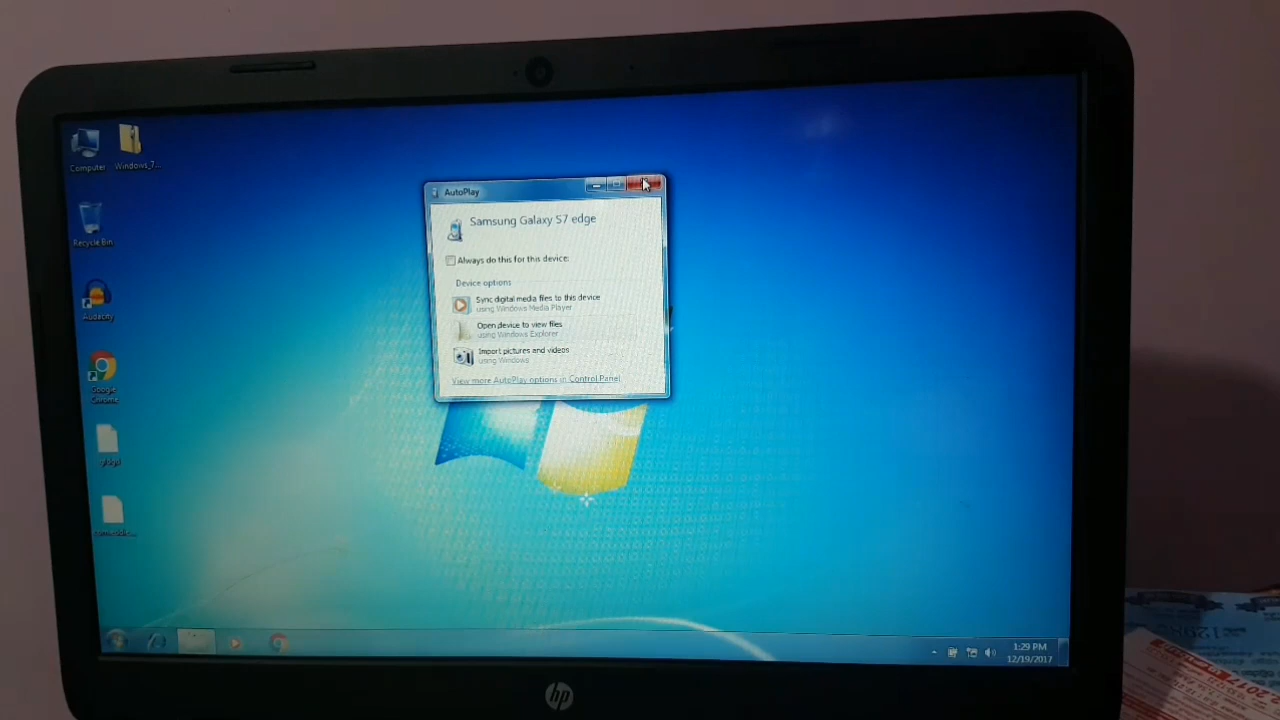 Computer
Windows_7...
Recycle Bin
Audacity
Google
Chrome
AutoPlay
Samsung Galaxy S7 edge
Always do this for this device:
Device options
Sync digital media files to this device
using Windows Media Player
Open device to view files
using Windows Explorer
Import pictures and videos
using Windows
View more AutoPlay options in Control Panel
1:29 PM
12/19/2017
hp